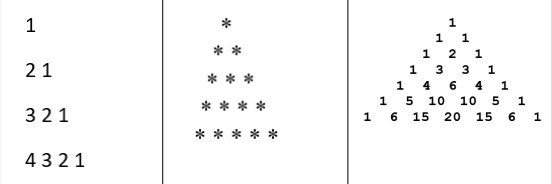 1
2 1
3 2 1
4 3 2 1
*
* *
* * *
* * * *
* * * * *
1
1 1
1 2 1
1 3 3 1
1 4 6 4 1
1 5 10 10 5 1
1 6 15 20 15 6 1